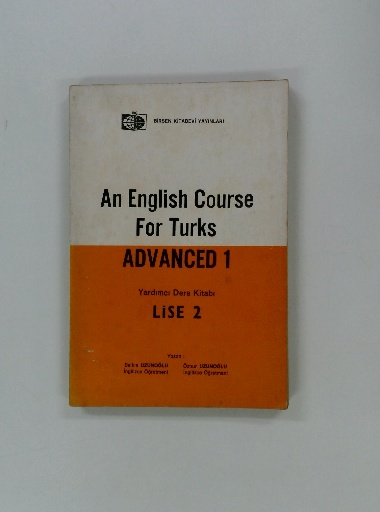 BİRSEN KİTABEVİ YAYINLARI
An English Course
For Turks
ADVANCED 1
Yardımcı Ders Kitabı
LİSE 2
Yazan :
UZUNOĞLU UZUNOĞLU
İngilizce Öğretmeni İngilizce Öğretmeni